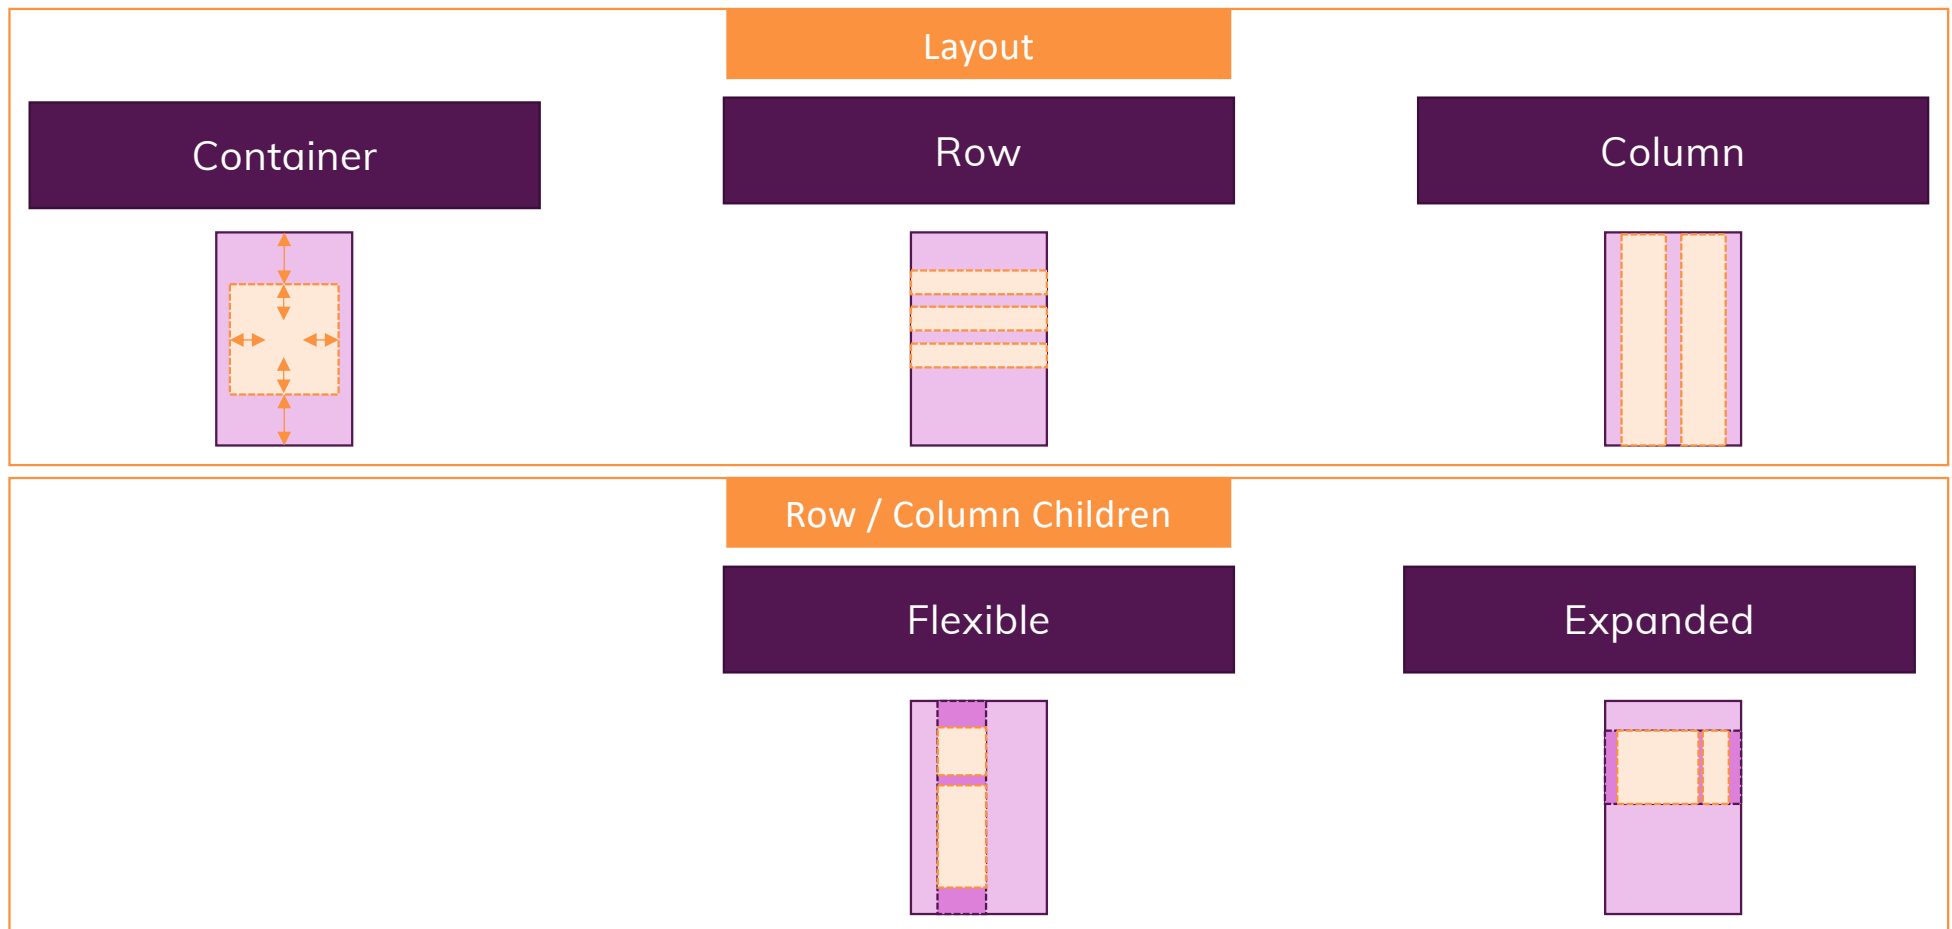 Layout
Container
Row
Column
Row / Column Children
Flexible
Expanded